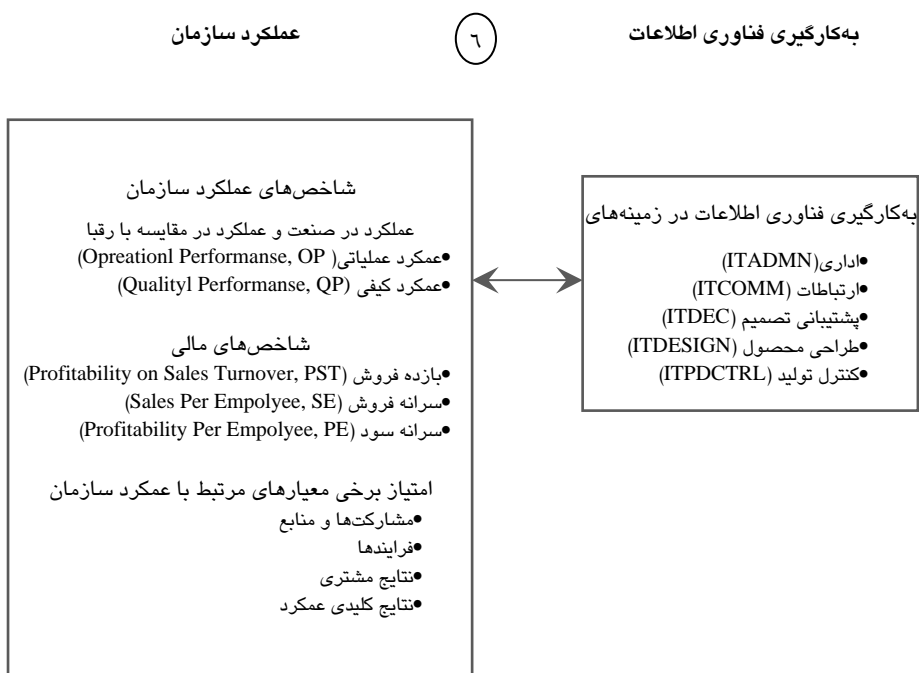 به‌کارگیری فناوری اطلاعات
٦
عملکرد سازمان
به‌کارگیری فناوری اطلاعات در زمینه‌های
•اداری(ITADMN)
•ارتباطات (ITCOMM)
•پشتیبانی تصمیم (ITDEC)
•طراحی محصول (ITDESIGN)
•کنترل تولید (ITPDCTRL)
شاخص‌های عملکرد سازمان
عملکرد در صنعت و عملکرد در مقایسه با رقبا
•عمکرد عملیاتی( Opreationl Performanse, OP)
•عمکرد کیفی (Qualityl Performanse, QP)
شاخص‌های مالی
•بازده فروش (Profitability on Sales Turnover, PST)
•سرانه فروش (Sales Per Empolyee, SE)
•سرانه سود (Profitability Per Empolyee, PE)
امتیاز برخی معیارهای مرتبط با عمکرد سازمان
•مشارکت‌ها و منابع
•فرایندها
•نتایج مشتری
•نتایج کلیدی عمکرد